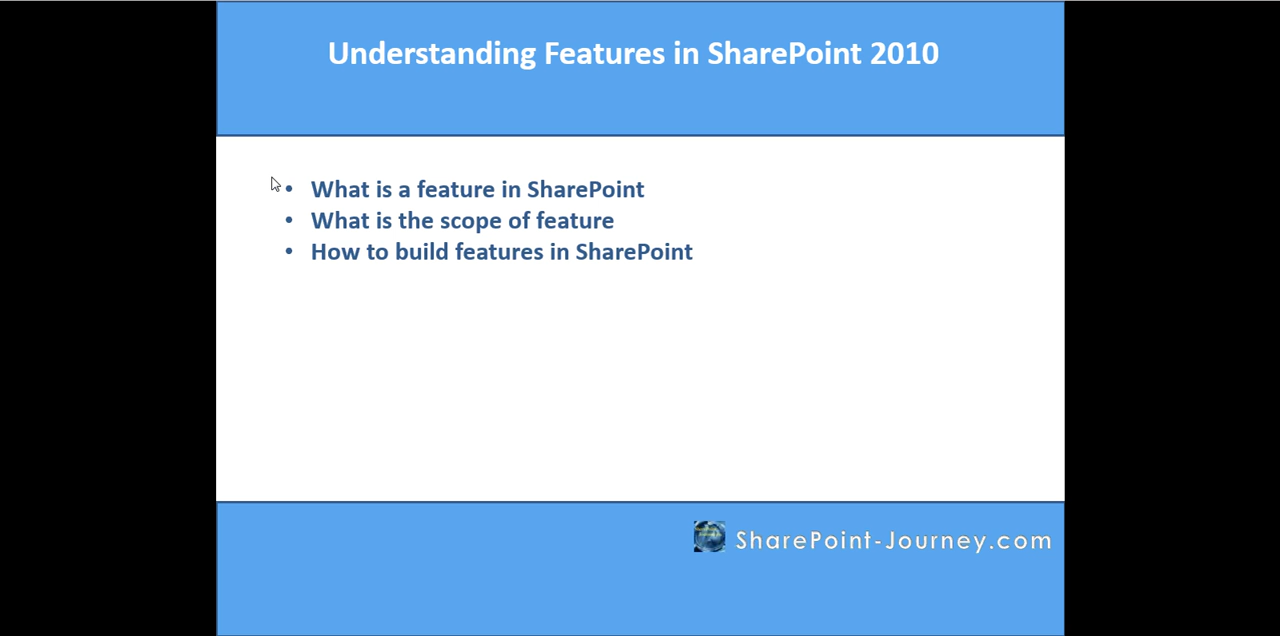 Understanding Features in SharePoint 2010
• What is a feature in SharePoint
• What is the scope of feature
• How to build features in SharePoint
SharePoint-Journey.com